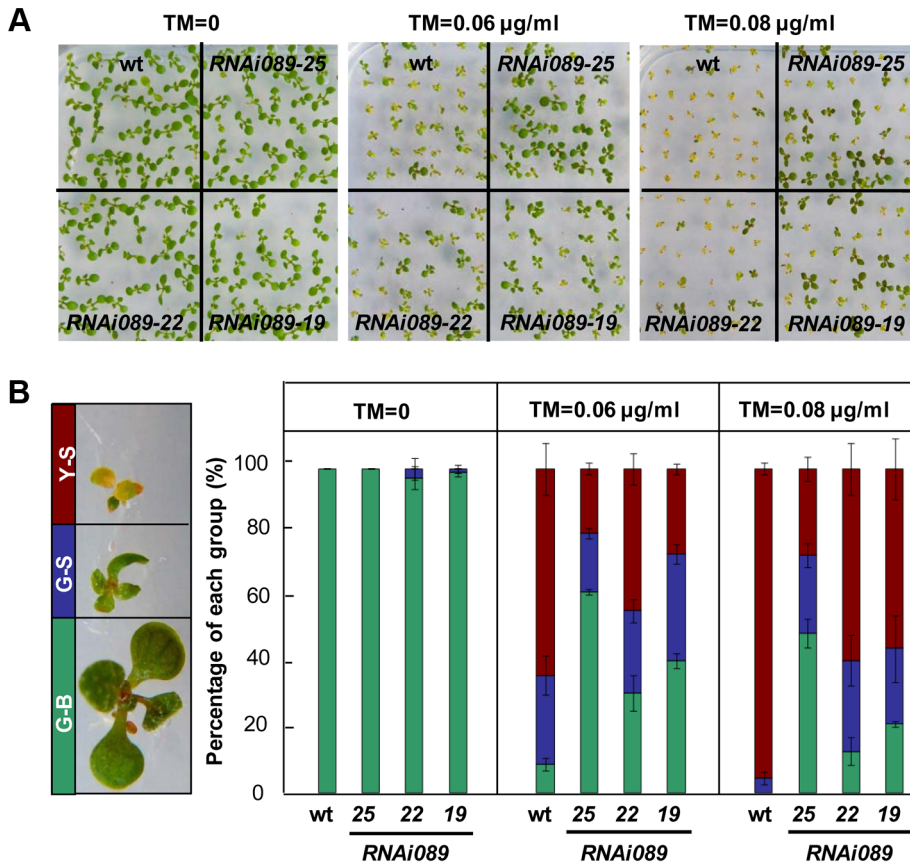 A
TM=0
TM=0.06 µg/ml
TM=0.08 µg/ml
wt
RNAi089-25
wt
RNAi089-25
wt
RNAi089-25
RNAi089-22
RNAi089-19
RNAi089-22
RNAi089-19
RNAi089-22
RNAi089-19
B
Y-S
G-S
G-B
Percentage of each group (%)
TM=0
TM=0.06 µg/ml
TM=0.08 µg/ml
100
80
60
40
20
0
wt 25 22 19
wt 25 22 19
wt 25 22 19
RNAi089
RNAi089
RNAi089